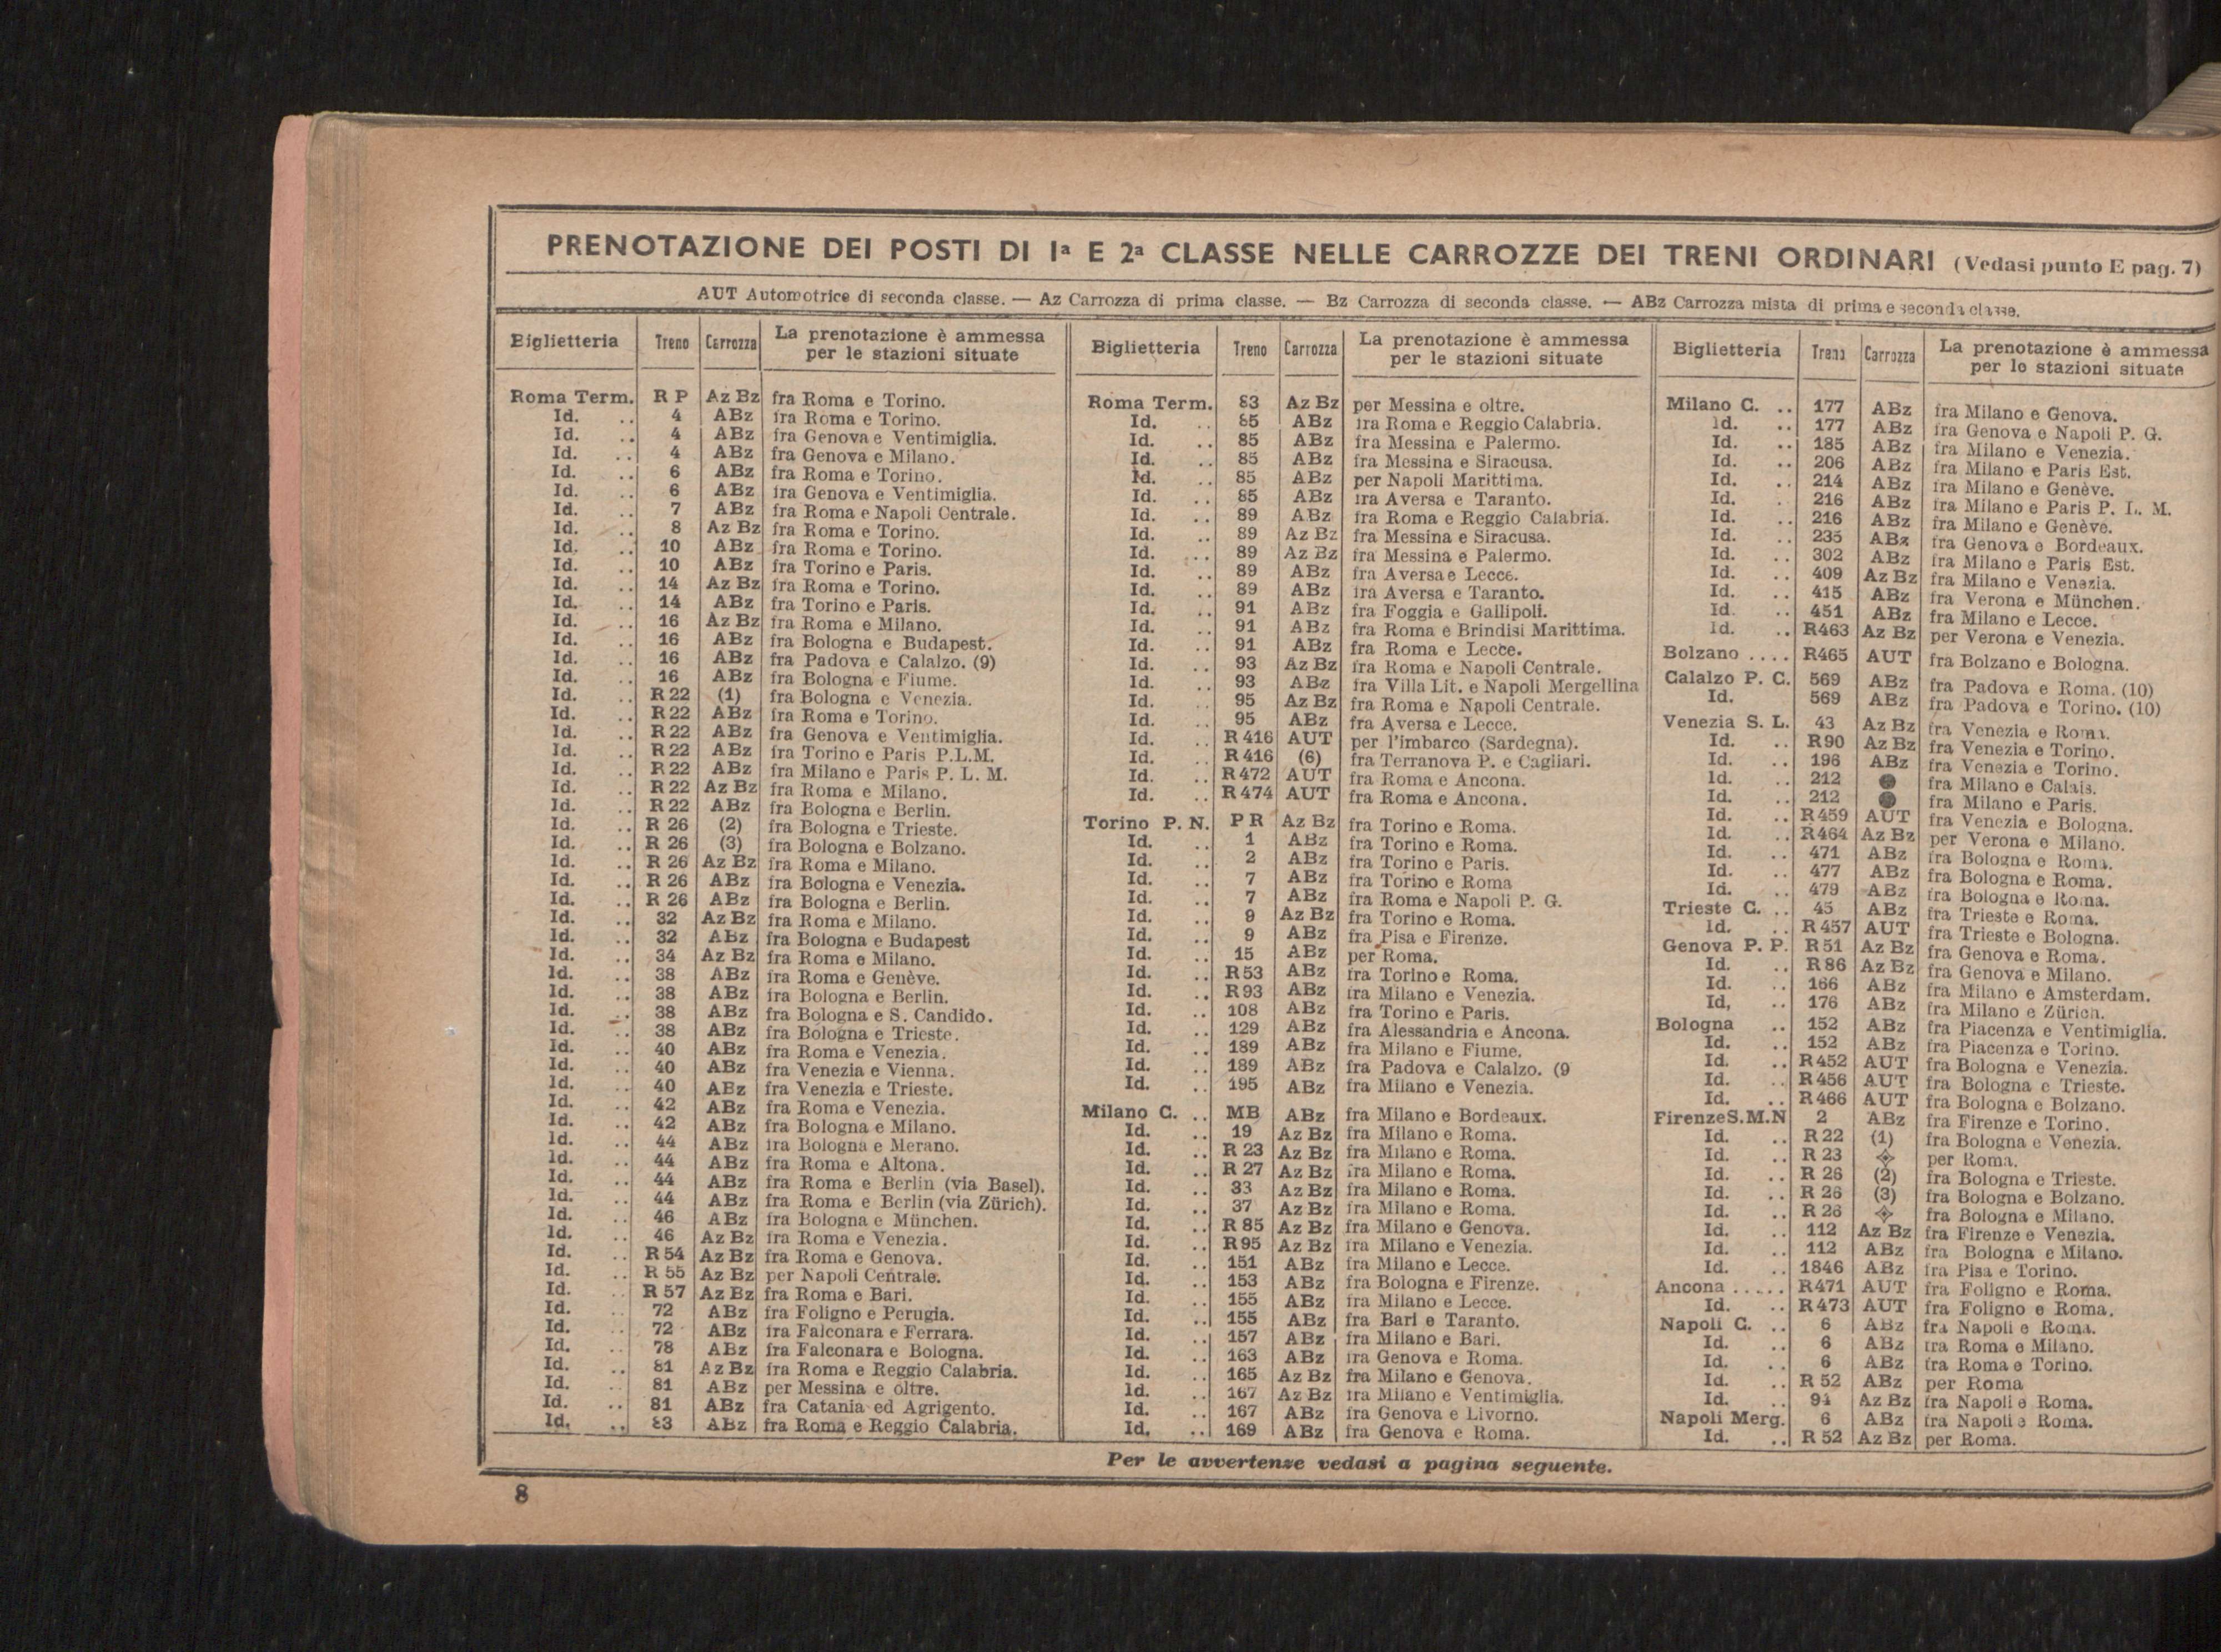 PRENOTAZIONE DEI POSTI DI 1ª E 2ª CLASSE NELLE CARROZZE DEI TRENI ORDINARI (Vedasi punto E pag. 7)
AUT Automotrice di seconda classe. — Az Carrozza di prima classe. — Bz Carrozza di seconda classe. — ABz Carrozza mista di prima e seconda classe.
Biglietteria Treno Carrozza La prenotazione è ammessa
per le stazioni situate
Roma Term. R P Az Bz fra Roma e Torino.
Id. .. 4 ABz fra Roma e Torino.
Id. .. 4 ABz fra Genova e Ventimiglia.
Id. .. 4 ABz fra Genova e Milano.
Id. .. 6 ABz fra Roma e Torino.
Id. .. 6 ABz fra Genova e Ventimiglia.
Id. .. 7 ABz fra Roma e Napoli Centrale.
Id. .. 8 Az Bz fra Roma e Torino.
Id. .. 10 ABz fra Roma e Torino.
Id. .. 10 ABz fra Torino e Paris.
Id. .. 14 Az Bz fra Roma e Torino.
Id. .. 14 ABz fra Torino e Paris.
Id. .. 16 Az Bz fra Roma e Milano.
Id. .. 16 ABz fra Bologna e Budapest.
Id. .. 16 ABz fra Padova e Calalzo. (9)
Id. .. 16 ABz fra Bologna e Fiume.
Id. .. R 22 (1) fra Bologna e Venezia.
Id. .. R 22 ABz fra Roma e Torino.
Id. .. R 22 ABz fra Genova e Ventimiglia.
Id. .. R 22 ABz fra Torino e Paris P.L.M.
Id. .. R 22 ABz fra Milano e Paris P. L. M.
Id. .. R 22 Az Bz fra Roma e Milano.
Id. .. R 22 ABz fra Bologna e Berlin.
Id. .. R 26 (2) fra Bologna e Trieste.
Id. .. R 26 (3) fra Bologna e Bolzano.
Id. .. R 26 Az Bz fra Roma e Milano.
Id. .. R 26 ABz fra Bologna e Venezia.
Id. .. R 26 ABz fra Bologna e Berlin.
Id. .. 32 Az Bz fra Roma e Milano.
Id. .. 32 ABz fra Bologna e Budapest
Id. .. 34 Az Bz fra Roma e Milano.
Id. .. 38 ABz fra Roma e Genève.
Id. .. 38 ABz fra Bologna e Berlin.
Id. .. 38 ABz fra Bologna e S. Candido.
Id. .. 38 ABz fra Bologna e Trieste.
Id. .. 40 ABz fra Roma e Venezia.
Id. .. 40 ABz fra Venezia e Vienna.
Id. .. 40 ABz fra Venezia e Trieste.
Id. .. 42 ABz fra Roma e Venezia.
Id. .. 42 ABz fra Bologna e Milano.
Id. .. 44 ABz fra Bologna e Merano.
Id. .. 44 ABz fra Roma e Altona.
Id. .. 44 ABz fra Roma e Berlin (via Basel).
Id. .. 44 ABz fra Roma e Berlin (via Zürich).
Id. .. 46 ABz fra Bologna e München.
Id. .. 46 Az Bz fra Roma e Venezia.
Id. .. R 54 Az Bz fra Roma e Genova.
Id. .. R 55 Az Bz per Napoli Centrale.
Id. .. R 57 Az Bz fra Roma e Bari.
Id. .. 72 ABz fra Foligno e Perugia.
Id. .. 72 ABz fra Falconara e Ferrara.
Id. .. 78 ABz fra Falconara e Bologna.
Id. .. 81 Az Bz fra Roma e Reggio Calabria.
Id. .. 81 ABz per Messina e oltre.
Id. .. 81 ABz fra Catania ed Agrigento.
Id. .. 83 ABz fra Roma e Reggio Calabria.
Biglietteria Treno Carrozza La prenotazione è ammessa
per le stazioni situate
Roma Term. 83 Az Bz per Messina e oltre.
Id. .. 85 ABz fra Roma e Reggio Calabria.
Id. .. 85 ABz fra Messina e Palermo.
Id. .. 85 ABz fra Messina e Siracusa.
Id. .. 85 ABz per Napoli Marittima.
Id. .. 85 ABz fra Aversa e Taranto.
Id. .. 89 ABz fra Roma e Reggio Calabria.
Id. .. 89 Az Bz fra Messina e Siracusa.
Id. .. 89 Az Bz fra Messina e Palermo.
Id. .. 89 ABz fra Aversa e Lecce.
Id. .. 89 ABz fra Aversa e Taranto.
Id. .. 91 ABz fra Foggia e Gallipoli.
Id. .. 91 ABz fra Roma e Brindisi Marittima.
Id. .. 91 ABz fra Roma e Lecce.
Id. .. 93 Az Bz fra Roma e Napoli Centrale.
Id. .. 93 ABz fra Villa Lit. e Napoli Mergellina
Id. .. 95 Az Bz fra Roma e Napoli Centrale.
Id. .. 95 ABz fra Aversa e Lecce.
Id. .. R 416 AUT per l'imbarco (Sardegna).
Id. .. R 416 (6) fra Terranova P. e Cagliari.
Id. .. R 472 AUT fra Roma e Ancona.
Id. .. R 474 AUT fra Roma e Ancona.
Torino P. N. P R Az Bz fra Torino e Roma.
Id. .. 1 ABz fra Torino e Roma.
Id. .. 2 ABz fra Torino e Paris.
Id. .. 7 ABz fra Torino e Roma
Id. .. 7 ABz fra Roma e Napoli P. G.
Id. .. 9 Az Bz fra Torino e Roma.
Id. .. 9 ABz fra Pisa e Firenze.
Id. .. 15 ABz per Roma.
Id. .. R 53 ABz fra Torino e Roma.
Id. .. R 93 ABz fra Milano e Venezia.
Id. .. 108 ABz fra Torino e Paris.
Id. .. 129 ABz fra Alessandria e Ancona.
Id. .. 189 ABz fra Milano e Fiume.
Id. .. 189 ABz fra Padova e Calalzo. (9
Id. .. 195 ABz fra Milano e Venezia.
Milano C. .. MB ABz fra Milano e Bordeaux.
Id. .. 19 Az Bz fra Milano e Roma.
Id. .. R 23 Az Bz fra Milano e Roma.
Id. .. R 27 Az Bz fra Milano e Roma.
Id. .. 33 Az Bz fra Milano e Roma.
Id. .. 37 Az Bz fra Milano e Roma.
Id. .. R 85 Az Bz fra Milano e Genova.
Id. .. R 95 Az Bz fra Milano e Venezia.
Id. .. 151 ABz fra Milano e Lecce.
Id. .. 153 ABz fra Bologna e Firenze.
Id. .. 155 ABz fra Milano e Lecce.
Id. .. 155 ABz fra Bari e Taranto.
Id. .. 157 ABz fra Milano e Bari.
Id. .. 163 ABz fra Genova e Roma.
Id. .. 165 Az Bz fra Milano e Genova.
Id. .. 167 Az Bz fra Milano e Ventimiglia.
Id. .. 167 ABz fra Genova e Livorno.
Id. .. 169 ABz fra Genova e Roma.
Biglietteria Treno Carrozza La prenotazione è ammessa
per le stazioni situate
Milano C. .. 177 ABz fra Milano e Genova.
Id. .. 177 ABz fra Genova e Napoli P. G.
Id. .. 185 ABz fra Milano e Venezia.
Id. .. 206 ABz fra Milano e Paris Est.
Id. .. 214 ABz fra Milano e Genève.
Id. .. 216 ABz fra Milano e Paris P. L. M.
Id. .. 216 ABz fra Milano e Genève.
Id. .. 235 ABz fra Genova e Bordeaux.
Id. .. 302 ABz fra Milano e Paris Est.
Id. .. 409 Az Bz fra Milano e Venezia.
Id. .. 415 ABz fra Verona e München.
Id. .. 451 ABz fra Milano e Lecce.
Id. .. R463 Az Bz per Verona e Venezia.
Bolzano .... R465 AUT fra Bolzano e Bologna.
Calalzo P. C. 569 ABz fra Padova e Roma. (10)
Id. 569 ABz fra Padova e Torino. (10)
Venezia S. L. 43 Az Bz fra Venezia e Roma.
Id. .. R90 Az Bz fra Venezia e Torino.
Id. .. 196 ABz fra Venezia e Torino.
Id. .. 212 ● fra Milano e Calais.
Id. .. 212 ● fra Milano e Paris.
Id. .. R 459 AUT fra Venezia e Bologna.
Id. .. R464 Az Bz per Verona e Milano.
Id. .. 471 ABz fra Bologna e Roma.
Id. .. 477 ABz fra Bologna e Roma.
Id. .. 479 ABz fra Bologna e Roma.
Trieste C. .. 45 ABz fra Trieste e Roma.
Id. .. R 457 AUT fra Trieste e Bologna.
Genova P. P. R51 Az Bz fra Genova e Roma.
Id. .. R86 Az Bz fra Genova e Milano.
Id. .. 166 ABz fra Milano e Amsterdam.
Id, .. 176 ABz fra Milano e Zürich.
Bologna .. 152 ABz fra Piacenza e Ventimiglia.
Id. .. 152 ABz fra Piacenza e Torino.
Id. .. R 452 AUT fra Bologna e Venezia.
Id. .. R 456 AUT fra Bologna e Trieste.
Id. .. R 466 AUT fra Bologna e Bolzano.
Firenze S.M.N 2 ABz fra Firenze e Torino.
Id. .. R 22 (1) fra Bologna e Venezia.
Id. .. R 23 per Roma.
Id. .. R 26 (2) fra Bologna e Trieste.
Id. .. R 26 (3) fra Bologna e Bolzano.
Id. .. R 26 fra Bologna e Milano.
Id. .. 112 Az Bz fra Firenze e Venezia.
Id. .. 112 ABz fra Bologna e Milano.
Id. .. 1846 ABz fra Pisa e Torino.
Ancona ..... R471 AUT fra Foligno e Roma.
Id. .. R 473 AUT fra Foligno e Roma.
Napoli C. .. 6 ABz fra Napoli e Roma.
Id. .. 6 ABz fra Roma e Milano.
Id. .. 6 ABz fra Roma e Torino.
Id. .. R 52 ABz per Roma
Id. .. 94 Az Bz fra Napoli e Roma.
Napoli Merg. 6 ABz fra Napoli e Roma.
Id. .. R 52 Az Bz per Roma.
Per le avvertenze vedasi a pagina seguente.
8